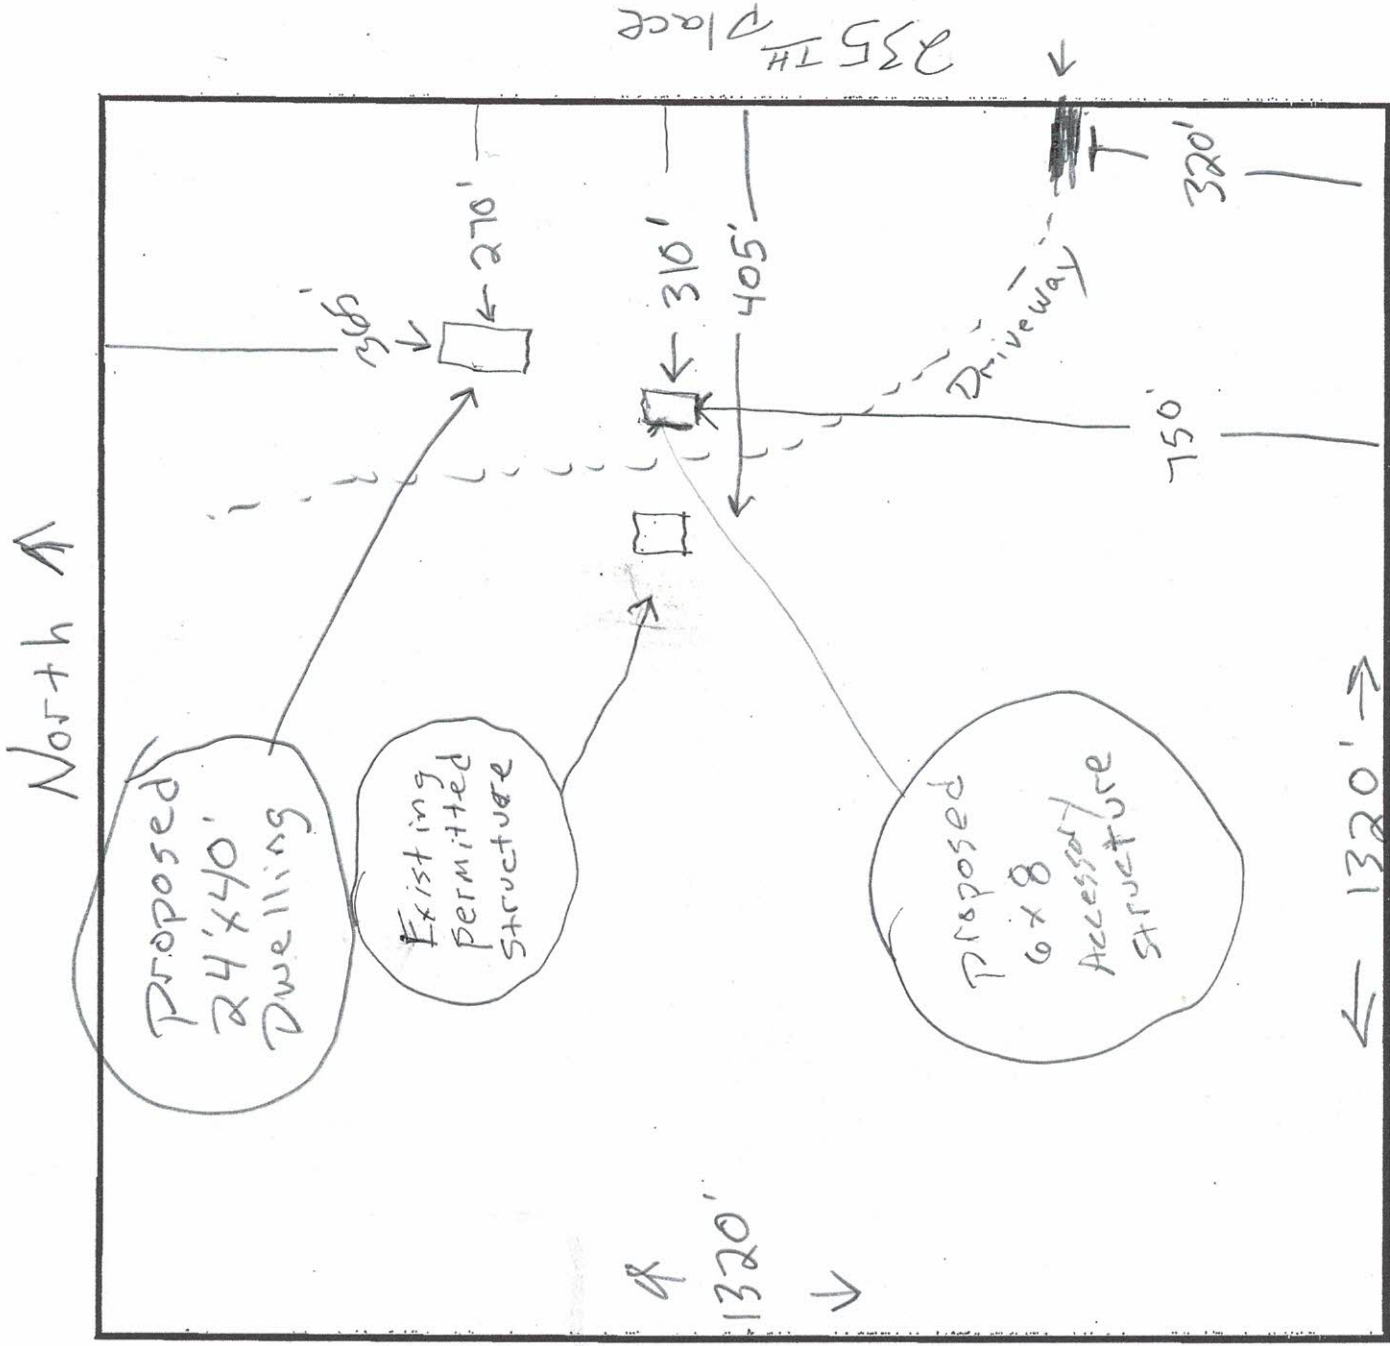 North
235TH
Place
365'
270'
310'
405'
Driveway
320'
750'
Proposed
24'x40'
Dwelling
Existing
Permitted
Structure
Proposed
6x8
Accessory
Structure
1320'
1320'